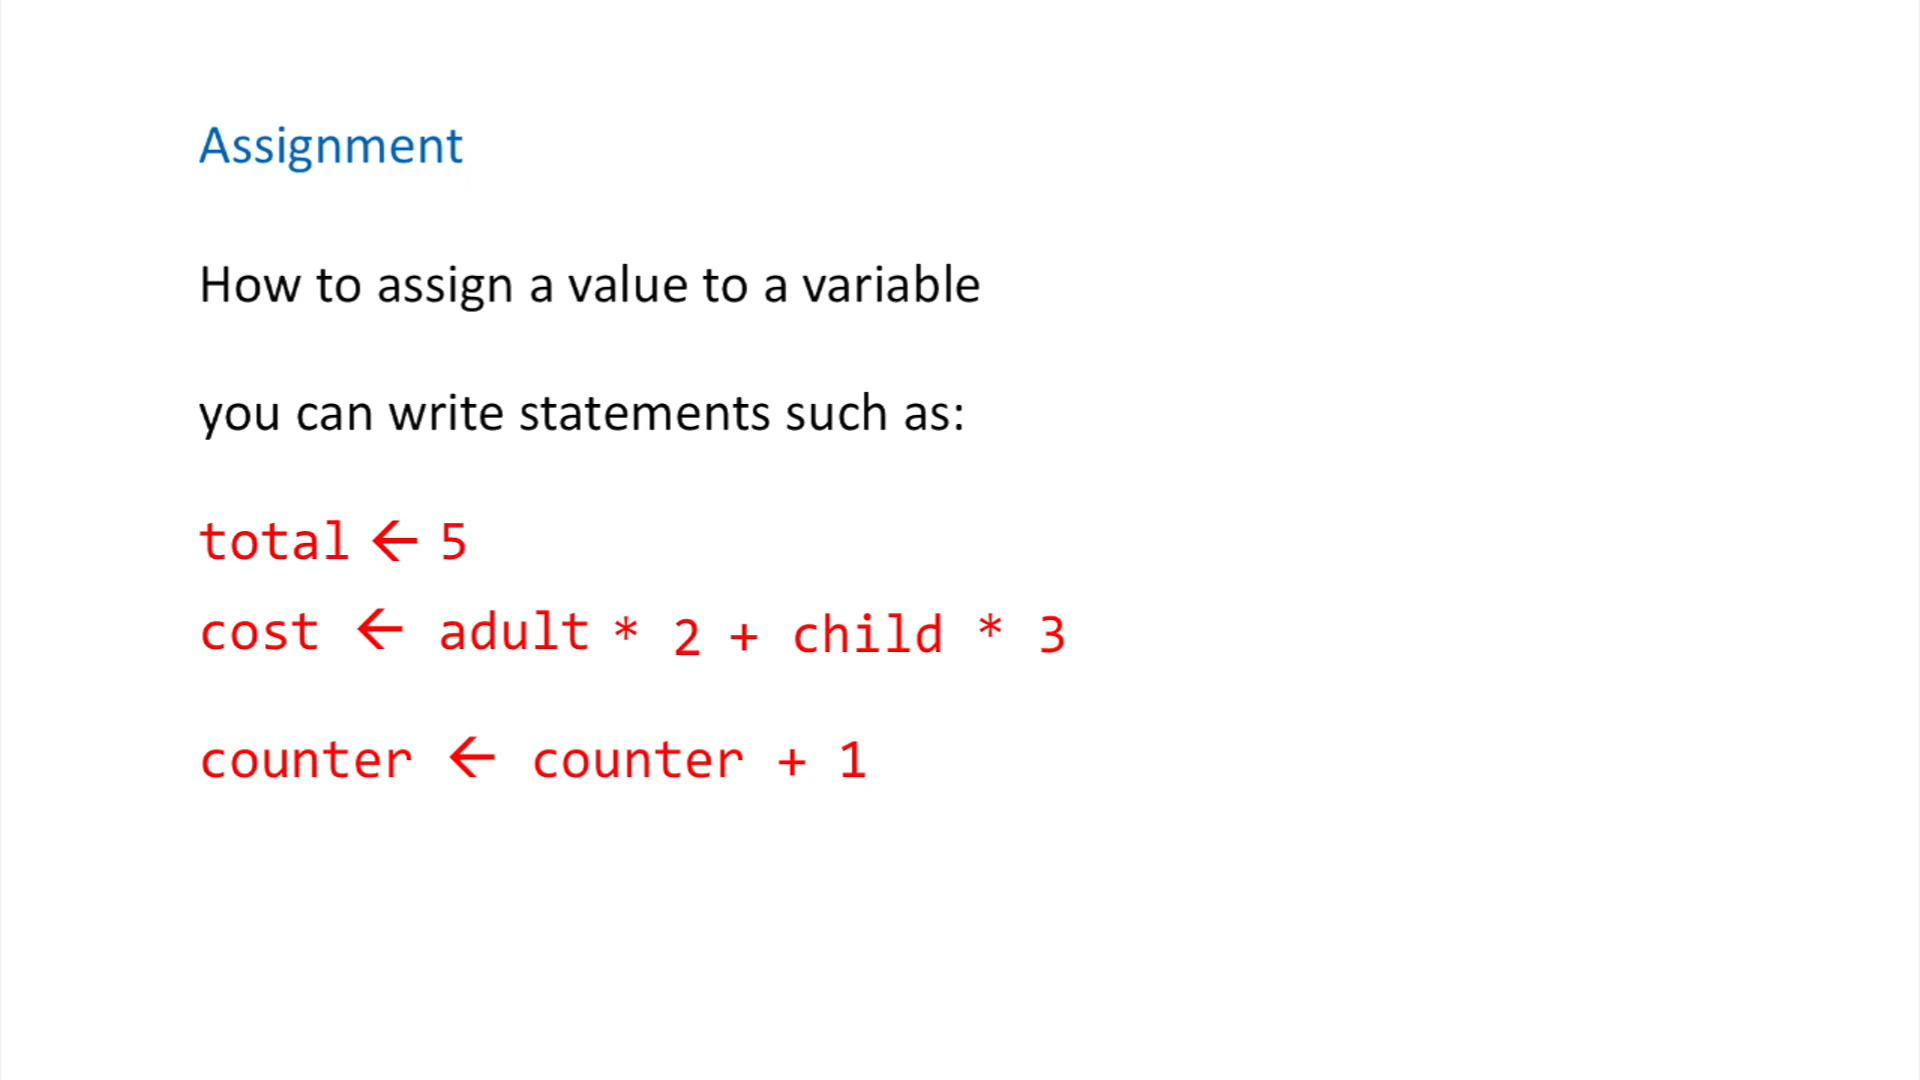 Assignment
How to assign a value to a variable
you can write statements such as:
total ← 5
cost ← adult * 2 + child * 3
counter ← counter + 1